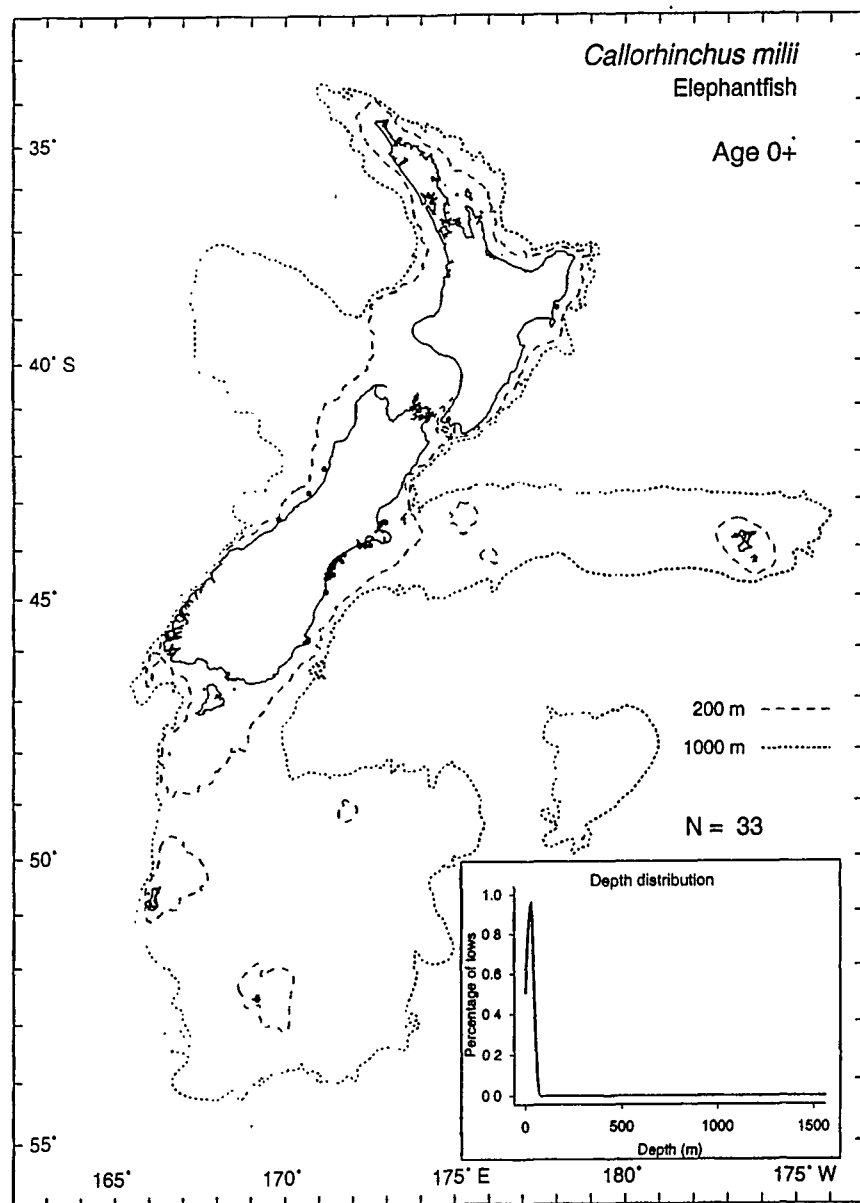 Callorhinchus milii
Elephantfish
Age 0+
35°
40° S
45°
50°
55°
200 m
1000 m
N = 33
Depth distribution
Percentage of tows
1.0
0 8
0.6
0 4
0 2
0.0
0
500
1000
1500
Depth (m)
165°
170°
175° E
180°
175° W